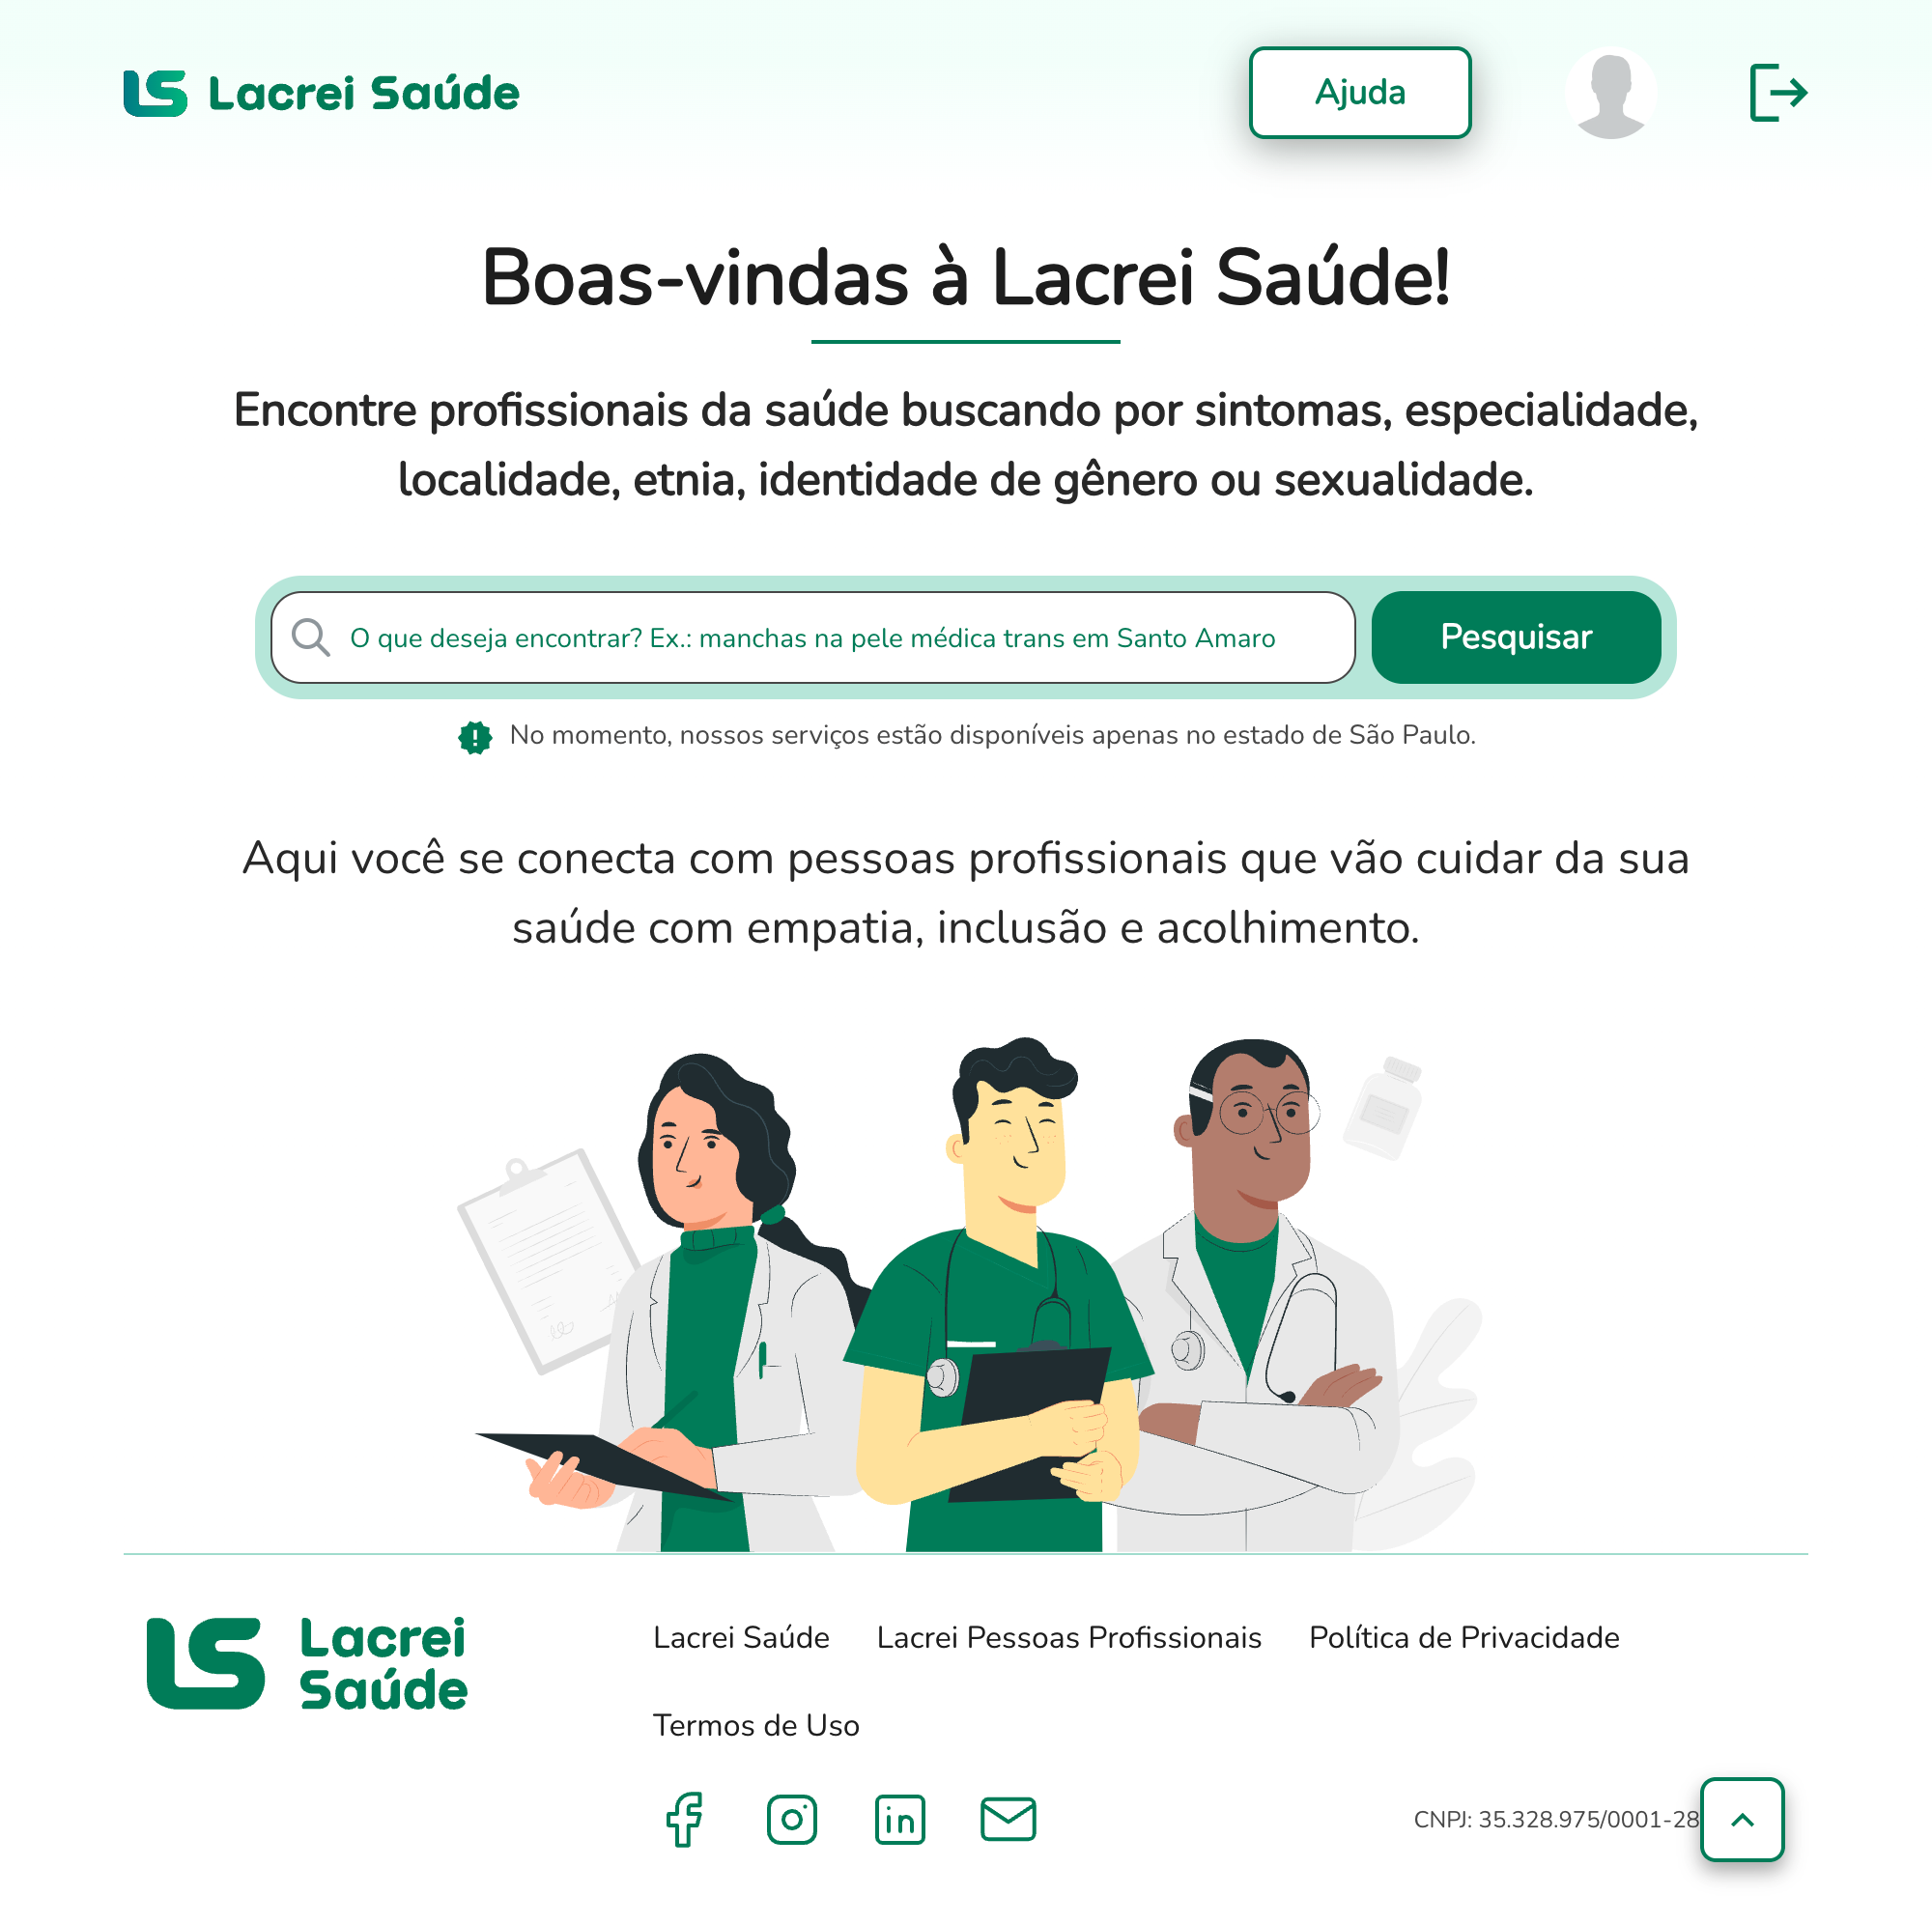 Lacrei Saúde
Ajuda
Boas-vindas à Lacrei Saúde!
Encontre profissionais da saúde buscando por sintomas, especialidade,
localidade, etnia, identidade de gênero ou sexualidade.
O que deseja encontrar? Ex.: manchas na pele médica trans em Santo Amaro
Pesquisar
No momento, nossos serviços estão disponíveis apenas no estado de São Paulo.
Aqui você se conecta com pessoas profissionais que vão cuidar da sua
saúde com empatia, inclusão e acolhimento.
Lacrei
Saúde
Lacrei Saúde
Lacrei Pessoas Profissionais
Política de Privacidade
Termos de Uso
CNPJ: 35.328.975/0001-28